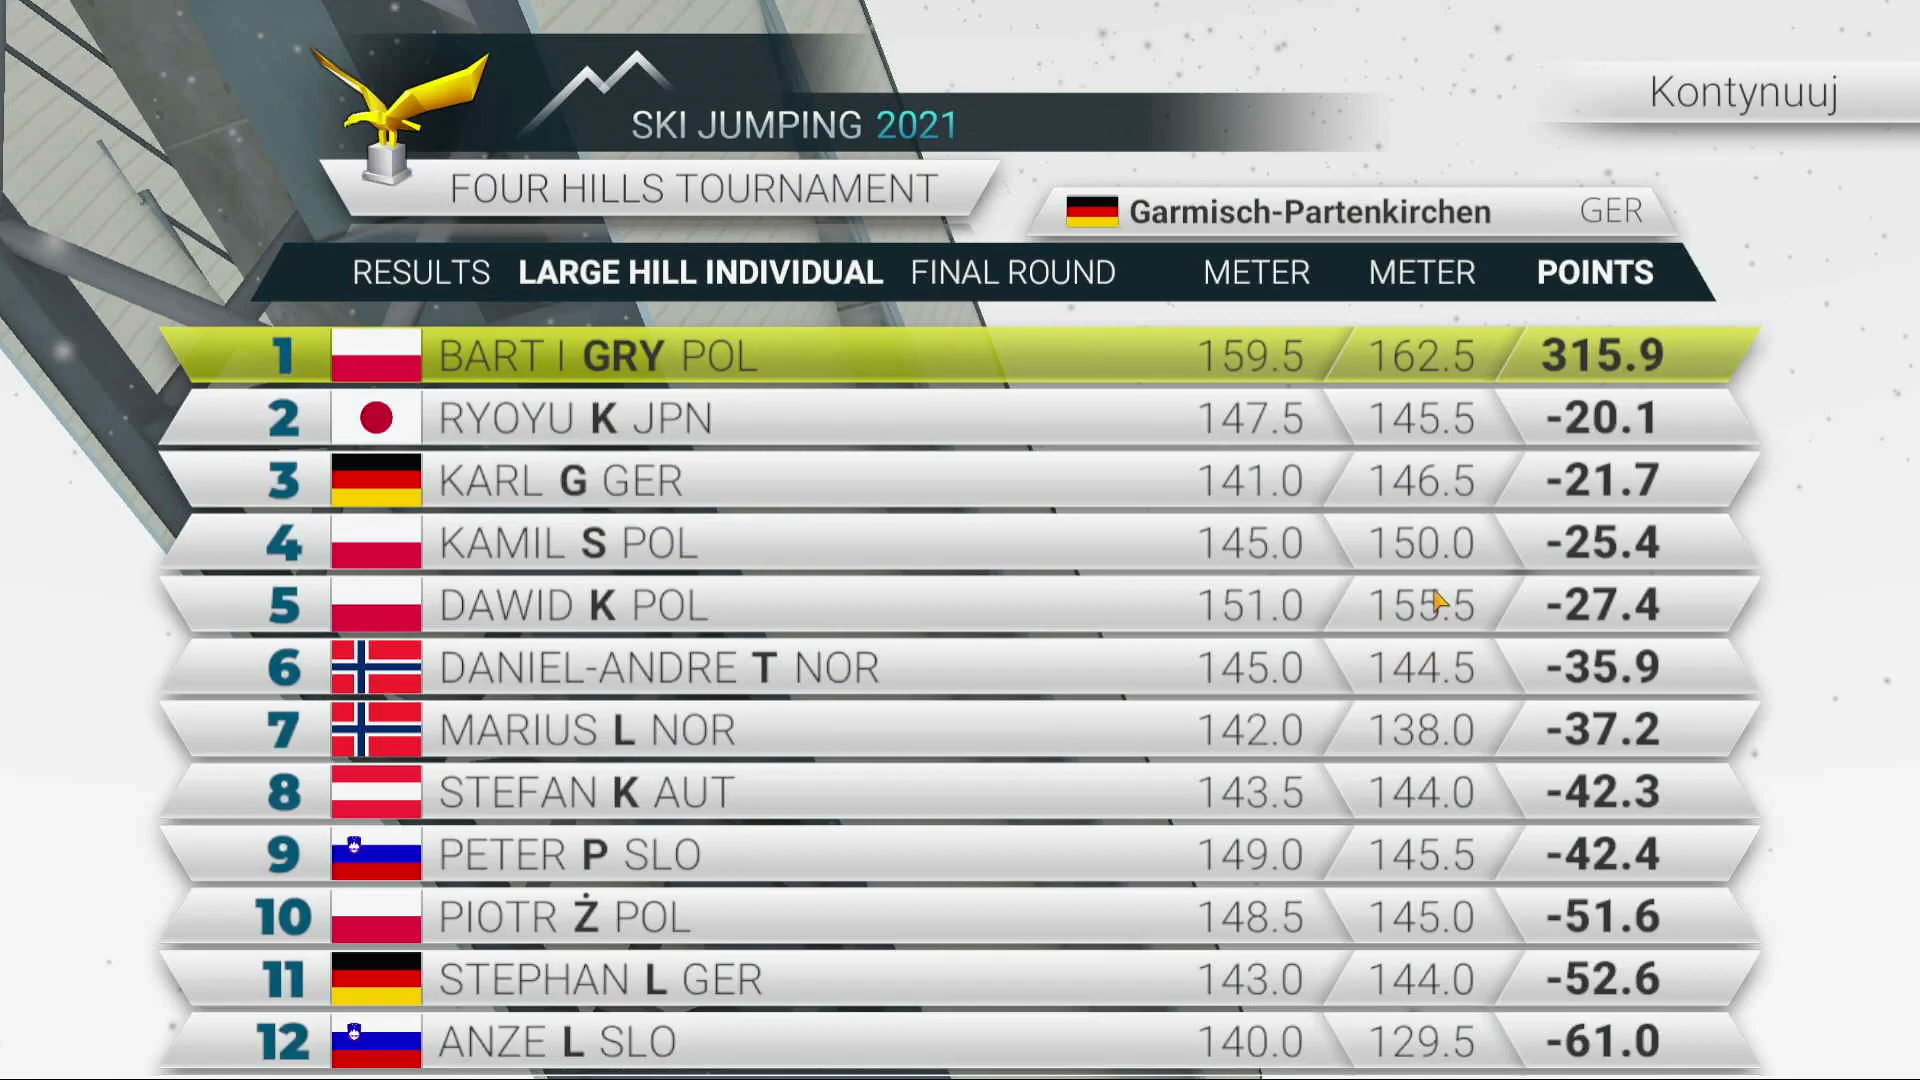 SKI JUMPING 2021
Kontynuuj
FOUR HILLS TOURNAMENT
Garmisch-Partenkirchen GER
RESULTS LARGE HILL INDIVIDUAL FINAL ROUND METER METER POINTS
1 BART I GRY POL 159.5 162.5 315.9
2 RYOYU K JPN 147.5 145.5 -20.1
3 KARL G GER 141.0 146.5 -21.7
4 KAMIL S POL 145.0 150.0 -25.4
5 DAWID K POL 151.0 155.5 -27.4
6 DANIEL-ANDRE T NOR 145.0 144.5 -35.9
7 MARIUS L NOR 142.0 138.0 -37.2
8 STEFAN K AUT 143.5 144.0 -42.3
9 PETER P SLO 149.0 145.5 -42.4
10 PIOTR Ż POL 148.5 145.0 -51.6
11 STEPHAN L GER 143.0 144.0 -52.6
12 ANZE L SLO 140.0 129.5 -61.0